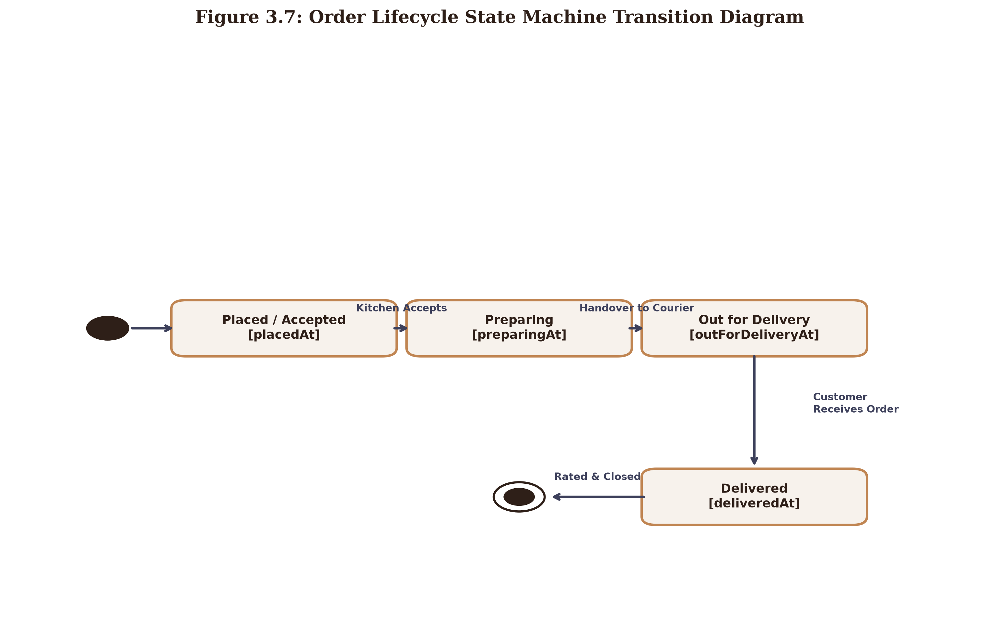 Figure 3.7: Order Lifecycle State Machine Transition Diagram
Kitchen Accepts
Handover to Courier
Placed / Accepted
[placedAt]
Preparing
[preparingAt]
Out for Delivery
[outForDeliveryAt]
Customer
Receives Order
Rated & Closed
Delivered
[deliveredAt]